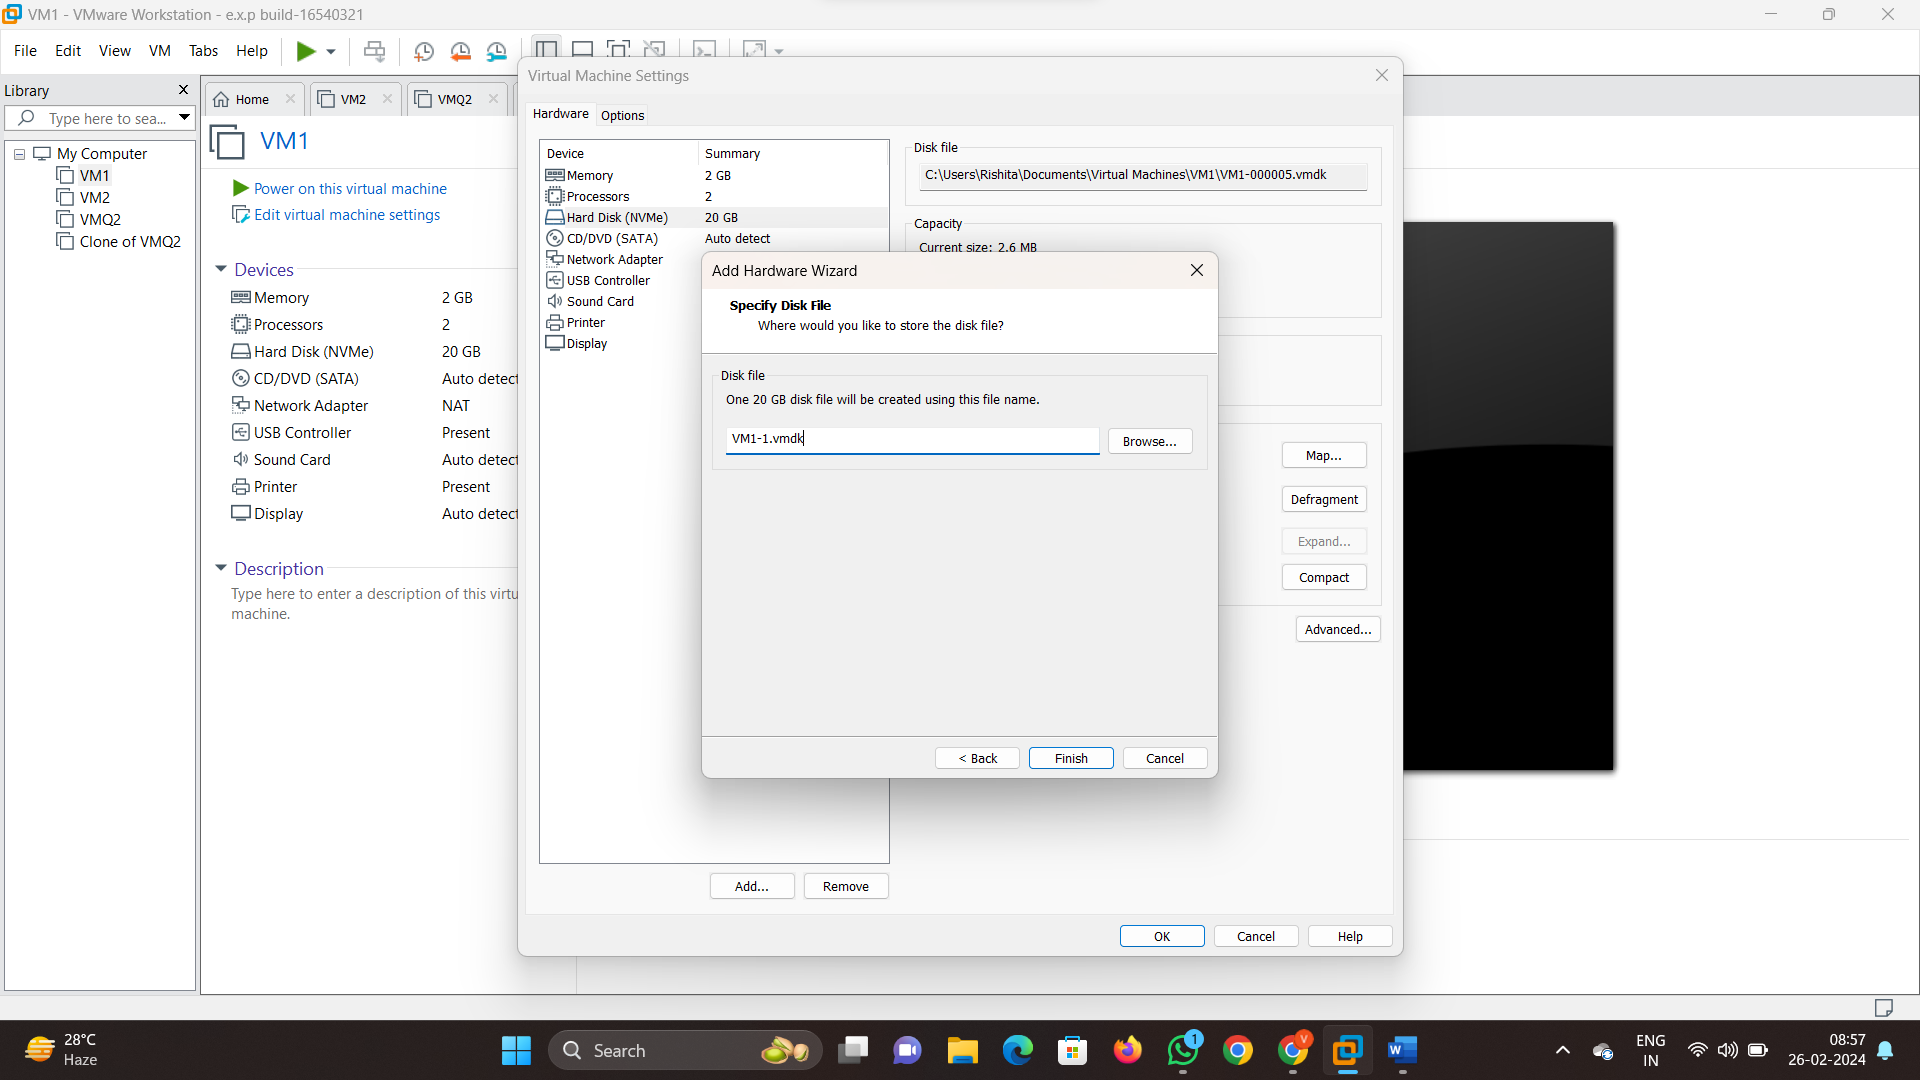 VM1 - VMware Workstation - e.x.p build-16540321
File Edit View VM Tabs Help
Library
Type here to sea...
My Computer
VM1
VM2
VMQ2
Clone of VMQ2
Home VM2 VMQ2
VM1
Power on this virtual machine
Edit virtual machine settings
Devices
Memory 2 GB
Processors 2
Hard Disk (NVMe) 20 GB
CD/DVD (SATA) Auto detect
Network Adapter NAT
USB Controller Present
Sound Card Auto detect
Printer Present
Display Auto detect
Description
Type here to enter a description of this virtu
machine.
Virtual Machine Settings
Hardware Options
Device Summary
Memory 2 GB
Processors 2
Hard Disk (NVMe) 20 GB
CD/DVD (SATA) Auto detect
Network Adapter
USB Controller
Sound Card
Printer
Display
Add... Remove
Disk file
C:\Users\Rishita\Documents\Virtual Machines\VM1\VM1-000005.vmdk
Capacity
Current size: 2.6 MB
Map...
Defragment
Expand...
Compact
Advanced...
OK Cancel Help
Add Hardware Wizard
Specify Disk File
Where would you like to store the disk file?
Disk file
One 20 GB disk file will be created using this file name.
VM1-1.vmdk
Browse...
< Back Finish Cancel
28°C
Haze
Search
1
V
W
ENG
IN
08:57
26-02-2024